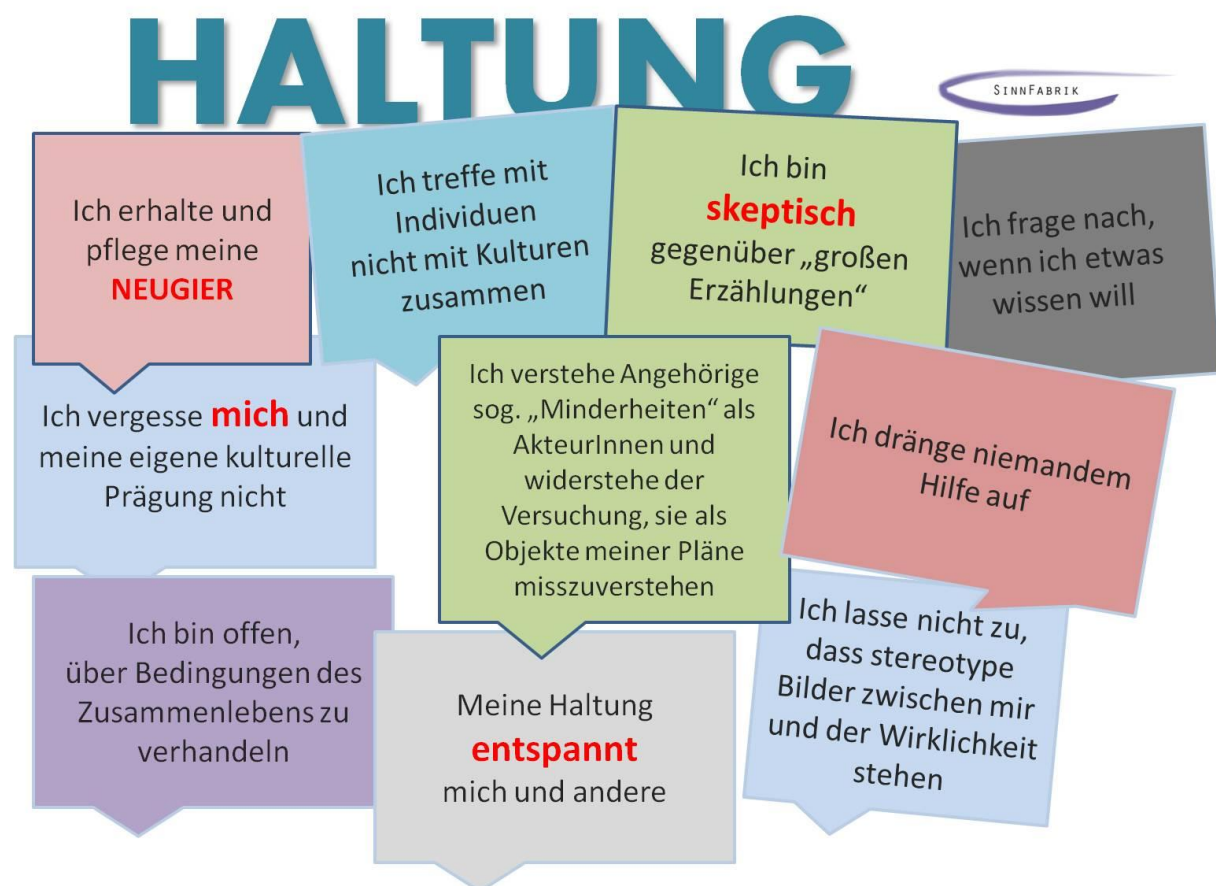 HALTUNG
SINNFABRIK
Ich erhalte und
pflege meine
NEUGIER
Ich treffe mit
Individuen
nicht mit Kulturen
zusammen
Ich bin
skeptisch
gegenüber „großen
Erzählungen“
Ich frage nach,
wenn ich etwas
wissen will
Ich vergesse mich und
meine eigene kulturelle
Prägung nicht
Ich verstehe Angehörige
sog. „Minderheiten“ als
AkteurInnen und
widerstehe der
Versuchung, sie als
Objekte meiner Pläne
misszuverstehen
Ich dränge niemandem
Hilfe auf
Ich bin offen,
über Bedingungen des
Zusammenlebens zu
verhandeln
Meine Haltung
entspannt
mich und andere
Ich lasse nicht zu,
dass stereotype
Bilder zwischen mir
und der Wirklichkeit
stehen